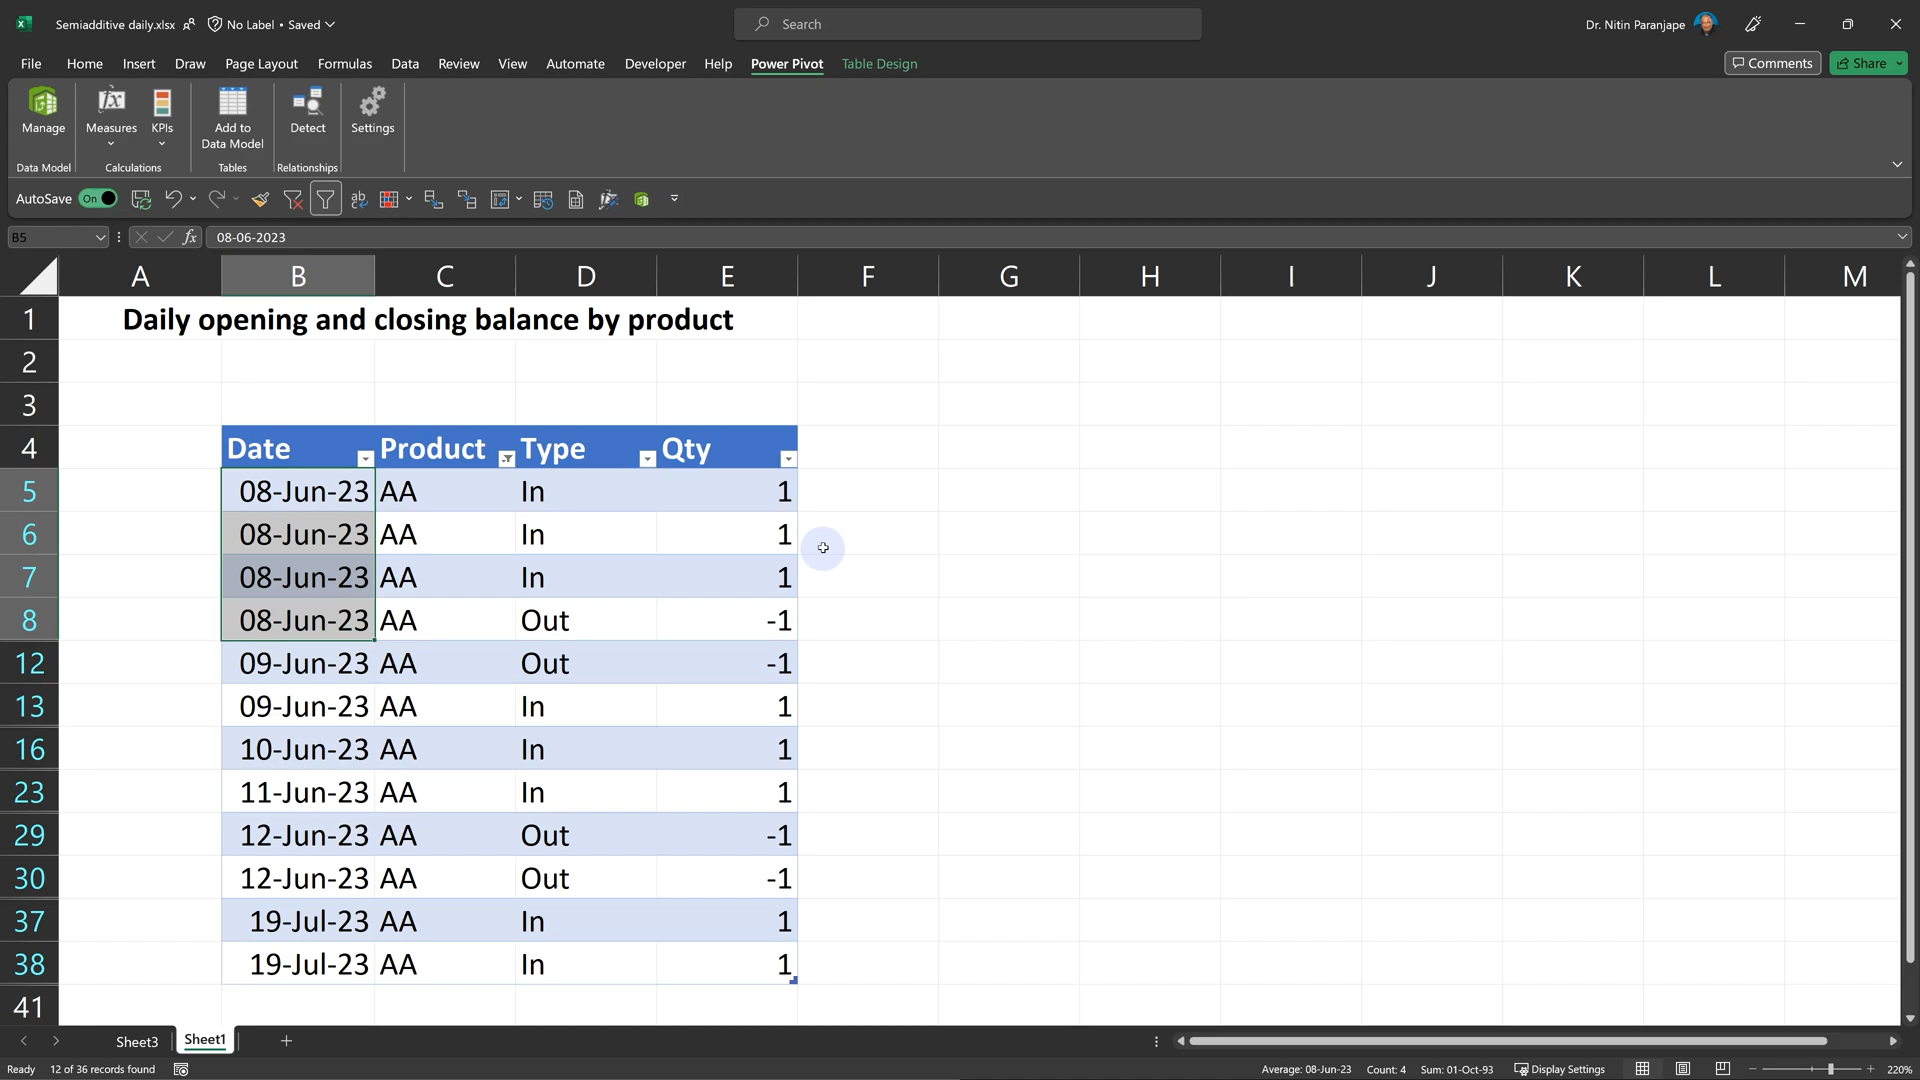 Semiadditive daily.xlsx No Label • Saved Search Dr. Nitin Paranjape
File Home Insert Draw Page Layout Formulas Data Review View Automate Developer Help Power Pivot Table Design Comments Share
Manage Measures KPIs Add to Data Model Detect Settings
Data Model Calculations Tables Relationships
AutoSave On
B5 fx 08-06-2023
A B C D E F G H I J K L M
1 Daily opening and closing balance by product
2
3
4 Date Product Type Qty
5 08-Jun-23 AA In 1
6 08-Jun-23 AA In 1
7 08-Jun-23 AA In 1
8 08-Jun-23 AA Out -1
12 09-Jun-23 AA Out -1
13 09-Jun-23 AA In 1
16 10-Jun-23 AA In 1
23 11-Jun-23 AA In 1
29 12-Jun-23 AA Out -1
30 12-Jun-23 AA Out -1
37 19-Jul-23 AA In 1
38 19-Jul-23 AA In 1
41
Sheet3 Sheet1
Ready 12 of 36 records found Average: 08-Jun-23 Count: 4 Sum: 01-Oct-93 Display Settings 220%